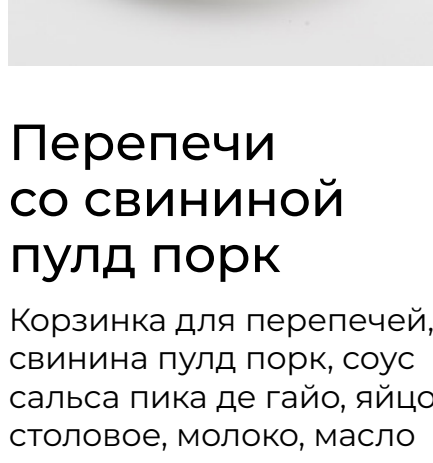 Перепечи
со свининой
пулд порк
Корзинка для перепечей,
свинина пулд порк, соус
сальса пика де гайо, яйцо
столовое, молоко, масло